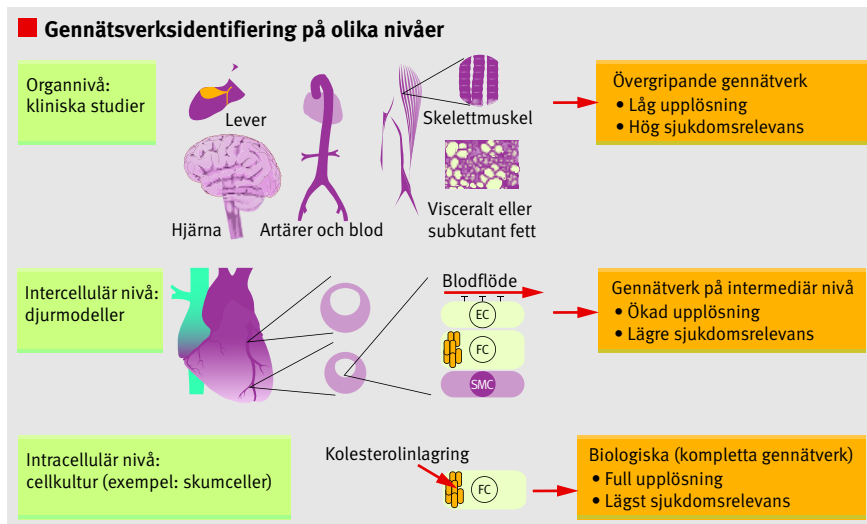 Gennätsverksidentifiering på olika nivåer
Organnivå:
kliniska studier
Lever
Skelettmuskel
Hjärna
Artärer och blod
Visceralt eller
subkutant fett
Övergripande gennätverk
• Låg upplösning
• Hög sjukdomsrelevans
Intercellulär nivå:
djurmodeller
Blodflöde
EC
FC
SMC
Gennätverk på intermediär nivå
• Ökad upplösning
• Lägre sjukdomsrelevans
Intracellulär nivå:
cellkultur (exempel: skumceller)
Kolesterolinlagring
FC
Biologiska (kompletta gennätverk)
• Full upplösning
• Lägst sjukdomsrelevans